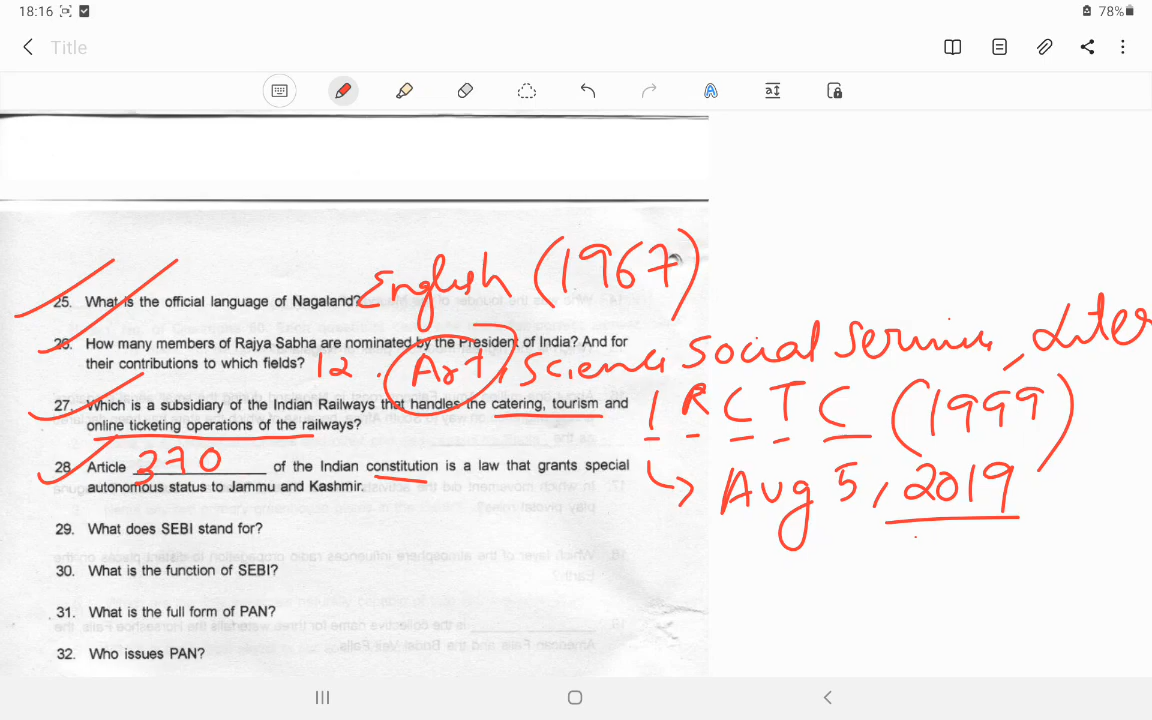 18:16 78%
Title
English (1967)
25. What is the official language of Nagaland?
26. How many members of Rajya Sabha are nominated by the President of India? And for
their contributions to which fields? 12. Art, Science, Social Service, Liter
27. Which is a subsidiary of the Indian Railways that handles the catering, tourism and
online ticketing operations of the railways? IRCTC (1999)
28. Article 370 of the Indian constitution is a law that grants special
autonomous status to Jammu and Kashmir. Aug 5, 2019
29. What does SEBI stand for?
30. What is the function of SEBI?
31. What is the full form of PAN?
32. Who issues PAN?